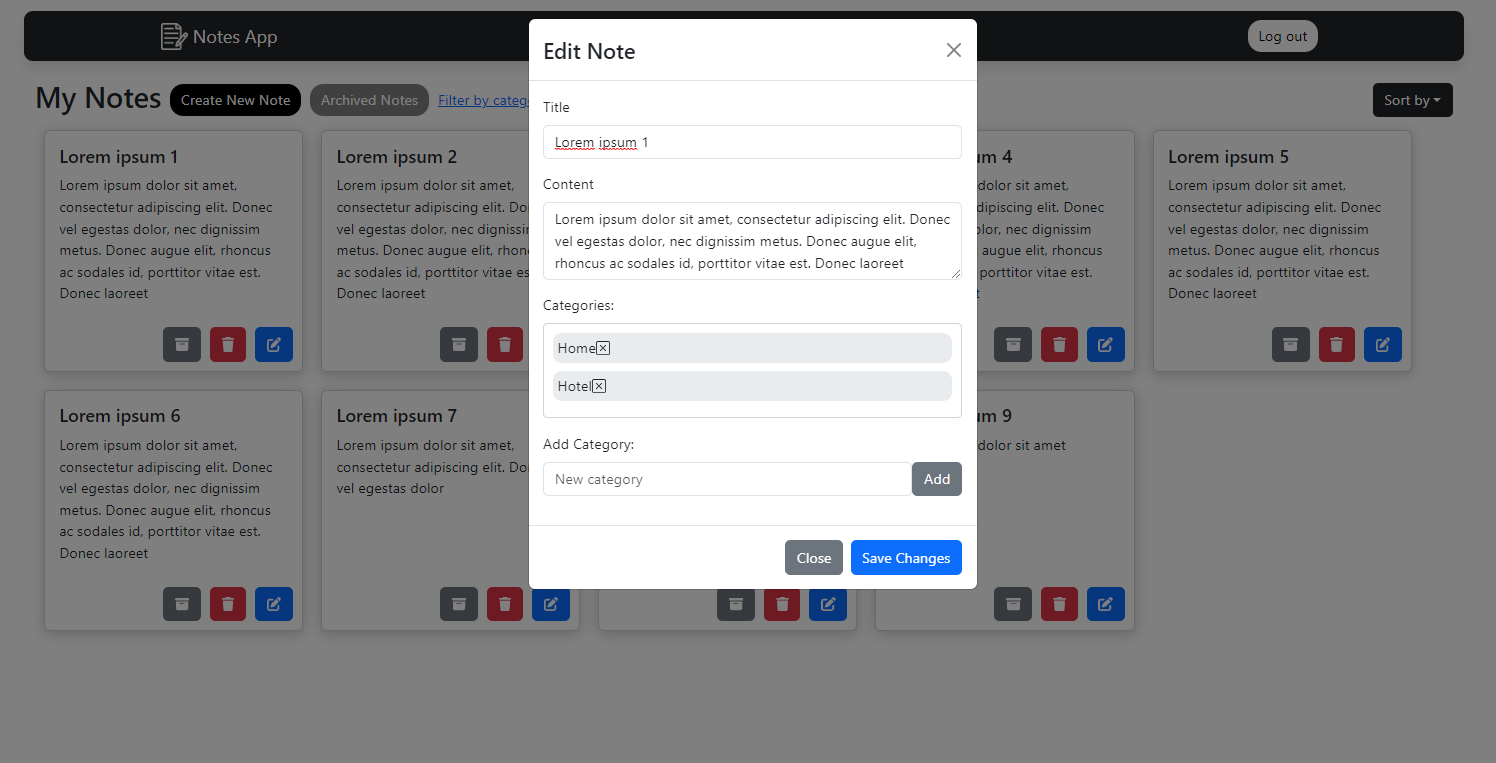 Notes App
Log out
My Notes
Create New Note
Archived Notes
Filter by categ
Sort by
Lorem ipsum 1
Lorem ipsum dolor sit amet,
consectetur adipiscing elit. Donec
vel egestas dolor, nec dignissim
metus. Donec augue elit, rhoncus
ac sodales id, porttitor vitae est.
Donec laoreet
Lorem ipsum 2
Lorem ipsum dolor sit amet,
consectetur adipiscing elit. Do
vel egestas dolor, nec dignissim
metus. Donec augue elit, rhonc
ac sodales id, porttitor vitae es
Donec laoreet
um 4
dolor sit amet,
dipiscing elit. Donec
lor, nec dignissim
augue elit, rhoncus
d, porttitor vitae est.
Lorem ipsum 5
Lorem ipsum dolor sit amet,
consectetur adipiscing elit. Donec
vel egestas dolor, nec dignissim
metus. Donec augue elit, rhoncus
ac sodales id, porttitor vitae est.
Donec laoreet
Lorem ipsum 6
Lorem ipsum dolor sit amet,
consectetur adipiscing elit. Donec
vel egestas dolor, nec dignissim
metus. Donec augue elit, rhoncus
ac sodales id, porttitor vitae est.
Donec laoreet
Lorem ipsum 7
Lorem ipsum dolor sit amet,
consectetur adipiscing elit. Do
vel egestas dolor
um 9
dolor sit amet
Edit Note
Title
Lorem ipsum 1
Content
Lorem ipsum dolor sit amet, consectetur adipiscing elit. Donec
vel egestas dolor, nec dignissim metus. Donec augue elit,
rhoncus ac sodales id, porttitor vitae est. Donec laoreet
Categories:
Home
Hotel
Add Category:
New category
Add
Close
Save Changes